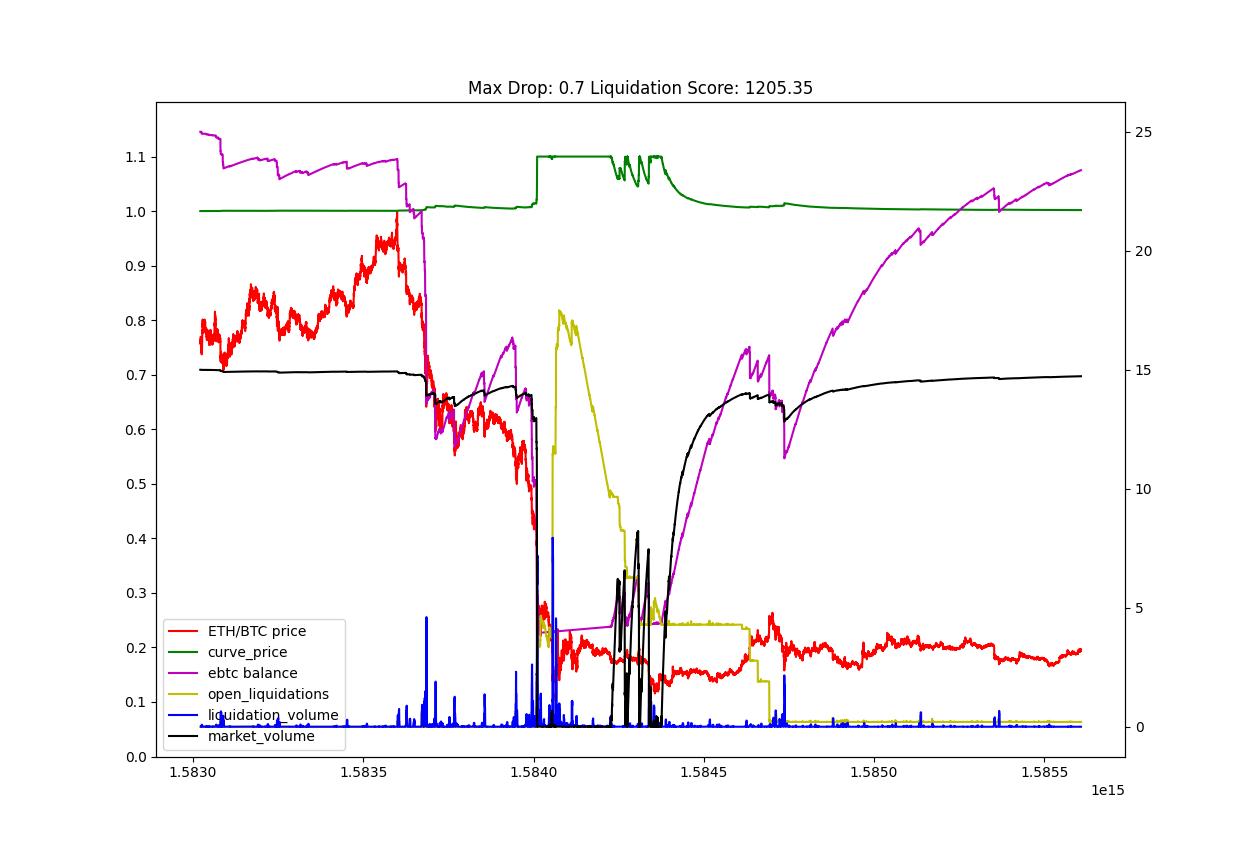 Max Drop: 0.7 Liquidation Score: 1205.35
1.1
1.0
0.9
0.8
0.7
0.6
0.5
0.4
0.3
0.2
0.1
0.0
25
20
15
10
5
0
ETH/BTC price
curve_price
ebtc balance
open_liquidations
liquidation_volume
market_volume
1.5830 1.5835 1.5840 1.5845 1.5850 1.5855
1e15